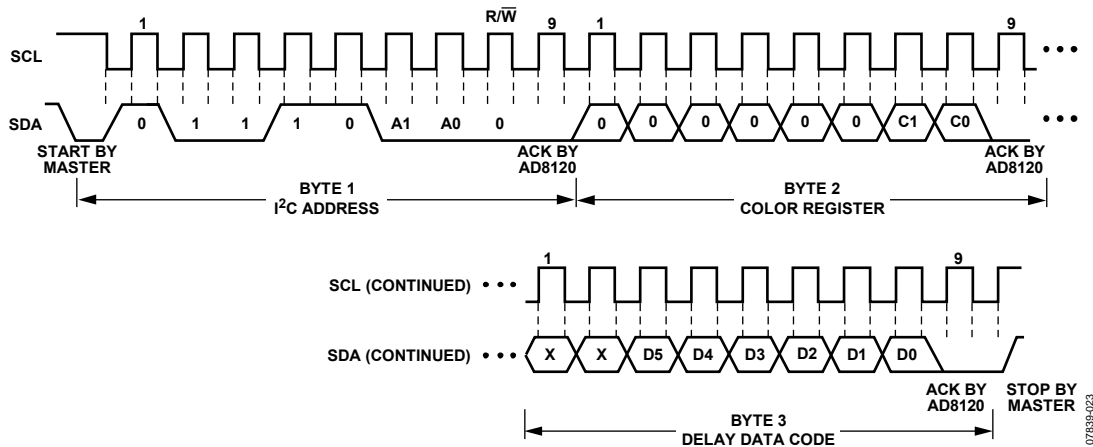 R/W
1 9 1 9
SCL
SDA
0 1 1 1 0 A1 A0 0 0 0 0 0 0 0 C1 C0
START BY
MASTER
ACK BY
AD8120
ACK BY
AD8120
BYTE 1
I²C ADDRESS
BYTE 2
COLOR REGISTER
1 9
SCL (CONTINUED)
SDA (CONTINUED)
X X D5 D4 D3 D2 D1 D0
ACK BY
AD8120
STOP BY
MASTER
BYTE 3
DELAY DATA CODE
07839-023